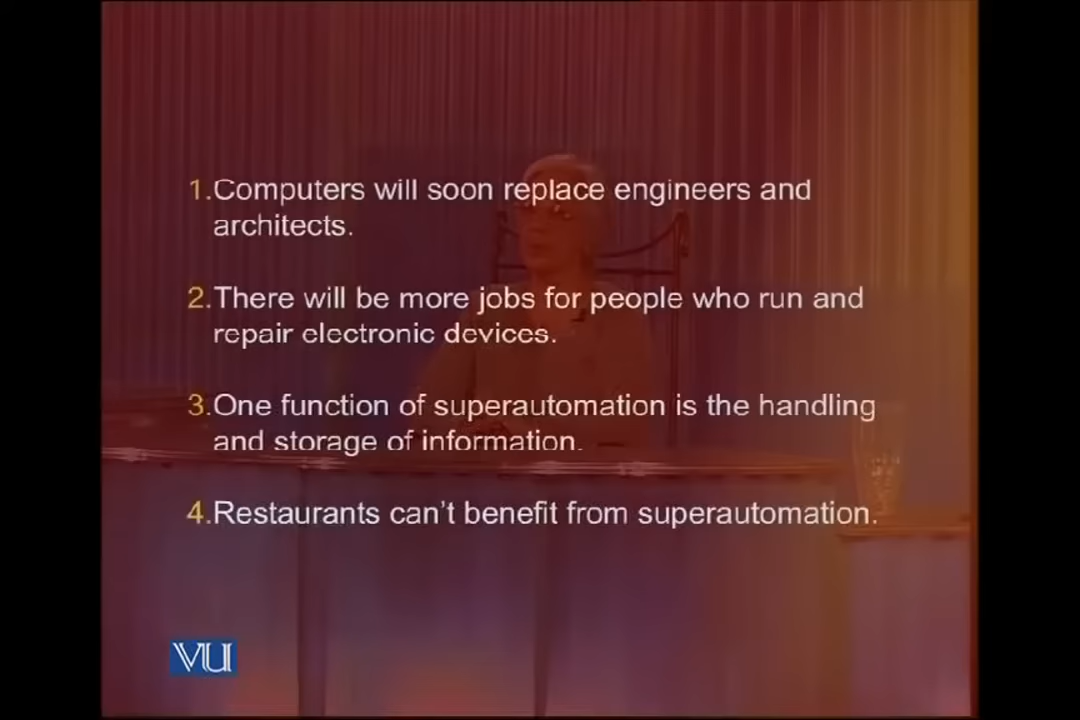 1.Computers will soon replace engineers and
architects.
2.There will be more jobs for people who run and
repair electronic devices.
3.One function of superautomation is the handling
and storage of information.
4.Restaurants can't benefit from superautomation.
VU